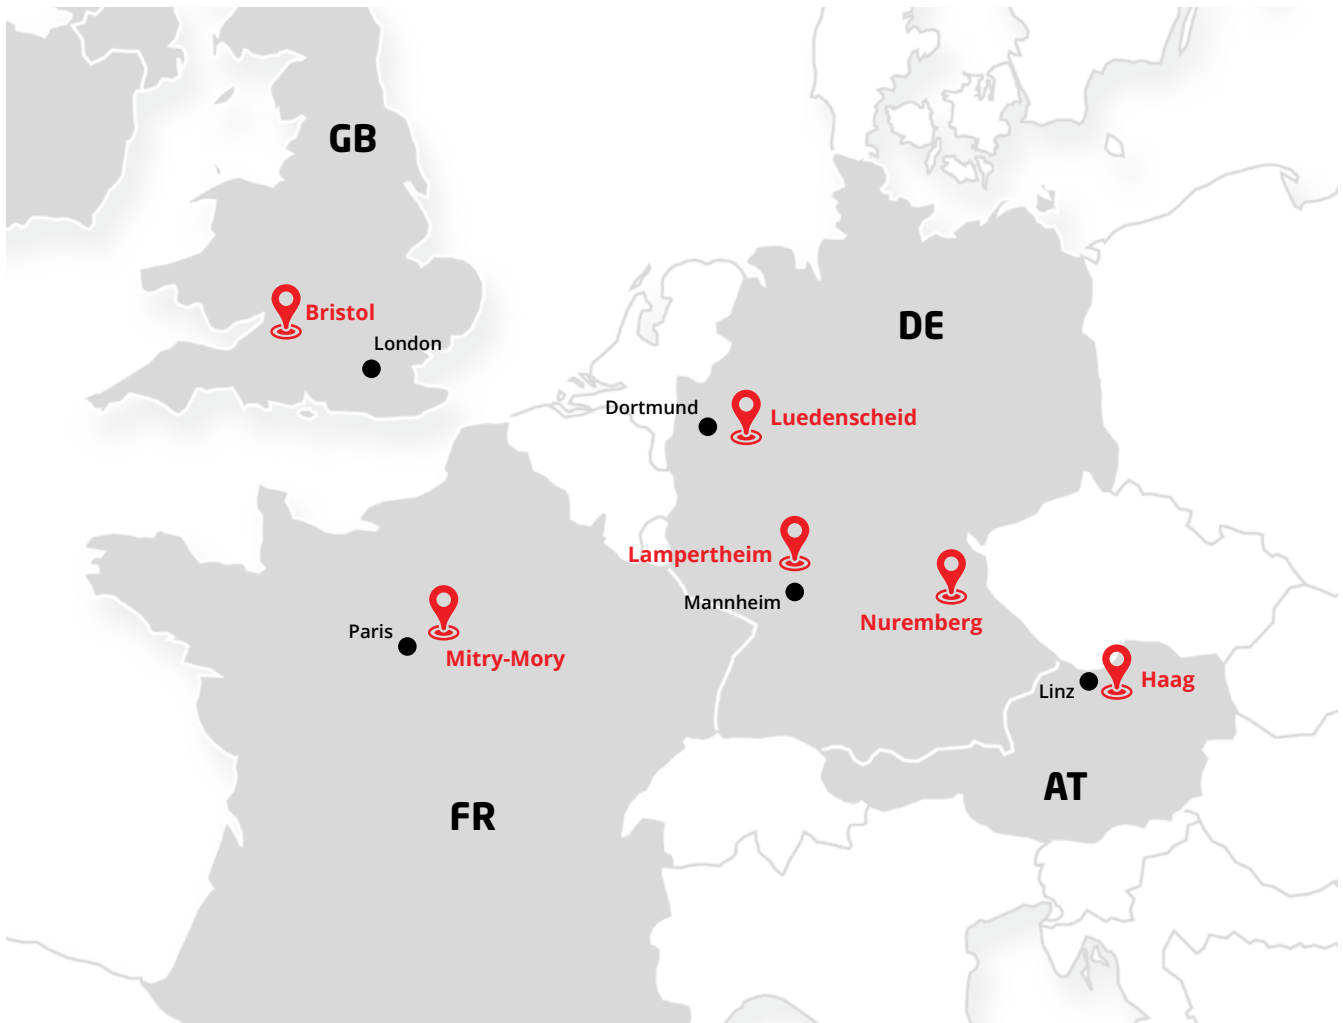 GB
Bristol
London
DE
Dortmund
Luedenscheid
Lampertheim
Mannheim
Nuremberg
Paris
Mitry-Mory
Linz
Haag
AT
FR